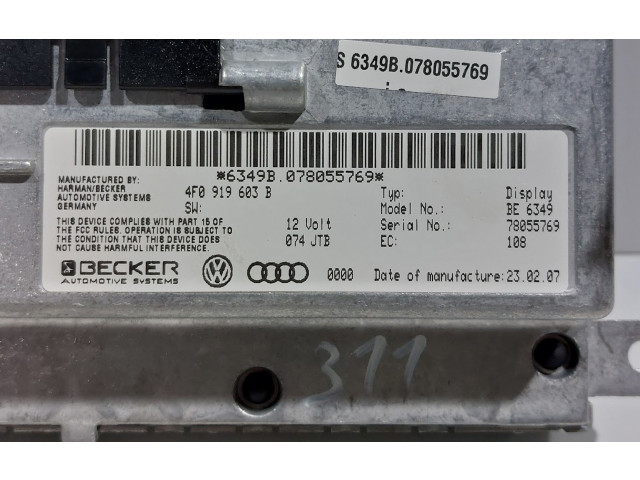 S 6349B.078055769
*6349B.078055769*
MANUFACTURED BY:
HARMAN/BECKER
AUTOMOTIVE SYSTEMS
GERMANY
4F0 919 603 B
SW:
Typ: Display
Model No.: BE 6349
THIS DEVICE COMPLIES WITH PART 15 OF
THE FCC RULES. OPERATION IS SUBJECT TO
THE CONDITION THAT THIS DEVICE DOES
NOT CAUSE HARMFUL INTERFERENCE.
12 Volt
074 JTB
Serial No.: 78055769
EC: 108
BECKER
AUTOMOTIVE SYSTEMS
0000
Date of manufacture: 23.02.07
311